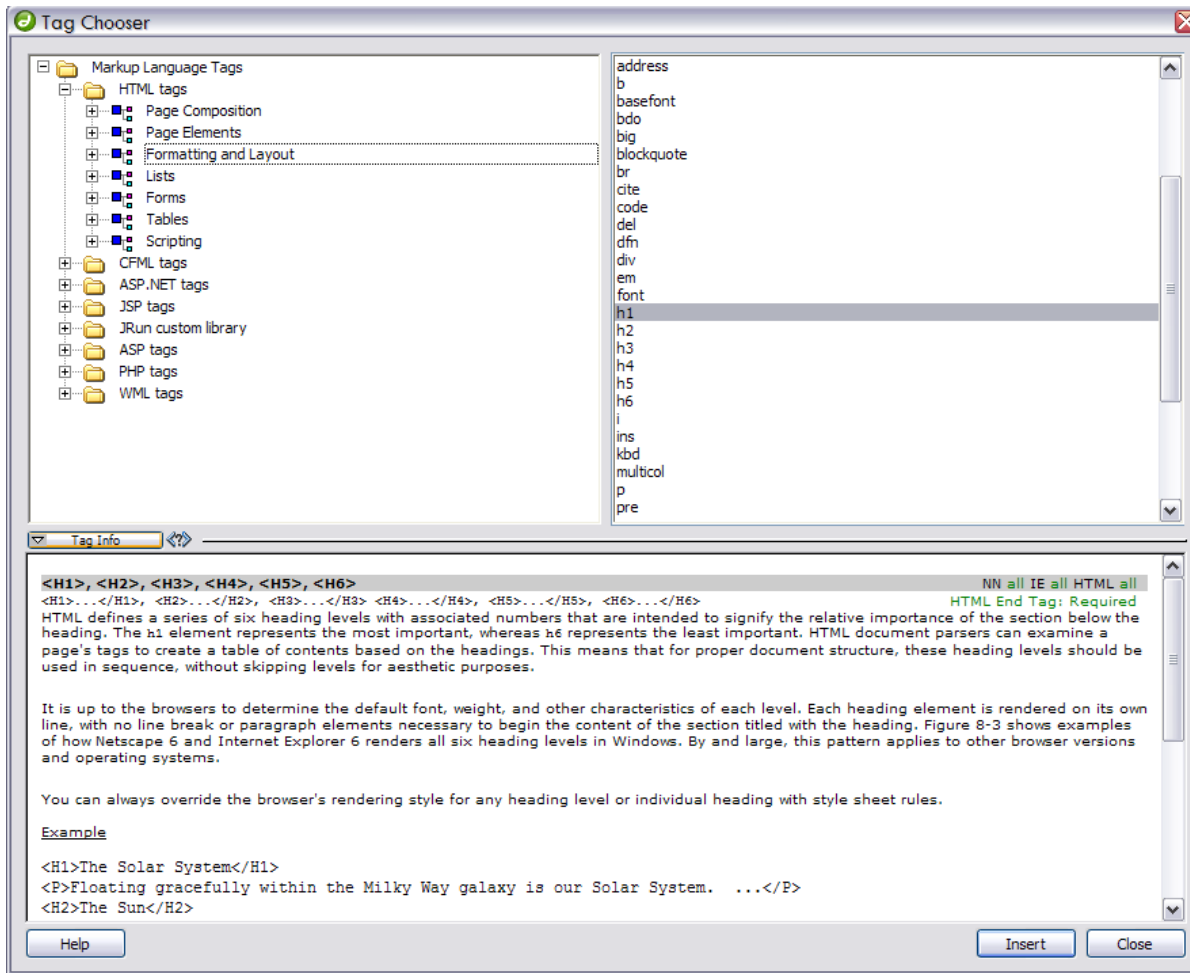 Tag Chooser
Markup Language Tags
HTML tags
Page Composition
Page Elements
Formatting and Layout
Lists
Forms
Tables
Scripting
CFML tags
ASP.NET tags
JSP tags
JRun custom library
ASP tags
PHP tags
WML tags
address
b
basefont
bdo
big
blockquote
br
cite
code
del
dfn
div
em
font
h1
h2
h3
h4
h5
h6
i
ins
kbd
multicol
p
pre
Tag Info
<H1>, <H2>, <H3>, <H4>, <H5>, <H6> NN all IE all HTML all
<H1>...</H1>, <H2>...</H2>, <H3>...</H3> <H4>...</H4>, <H5>...</H5>, <H6>...</H6> HTML End Tag: Required
HTML defines a series of six heading levels with associated numbers that are intended to signify the relative importance of the section below the
heading. The h1 element represents the most important, whereas h6 represents the least important. HTML document parsers can examine a
page's tags to create a table of contents based on the headings. This means that for proper document structure, these heading levels should be
used in sequence, without skipping levels for aesthetic purposes.
It is up to the browsers to determine the default font, weight, and other characteristics of each level. Each heading element is rendered on its own
line, with no line break or paragraph elements necessary to begin the content of the section titled with the heading. Figure 8-3 shows examples
of how Netscape 6 and Internet Explorer 6 renders all six heading levels in Windows. By and large, this pattern applies to other browser versions
and operating systems.
You can always override the browser's rendering style for any heading level or individual heading with style sheet rules.
Example
<H1>The Solar System</H1>
<P>Floating gracefully within the Milky Way galaxy is our Solar System. ...</P>
<H2>The Sun</H2>
Help
Insert
Close